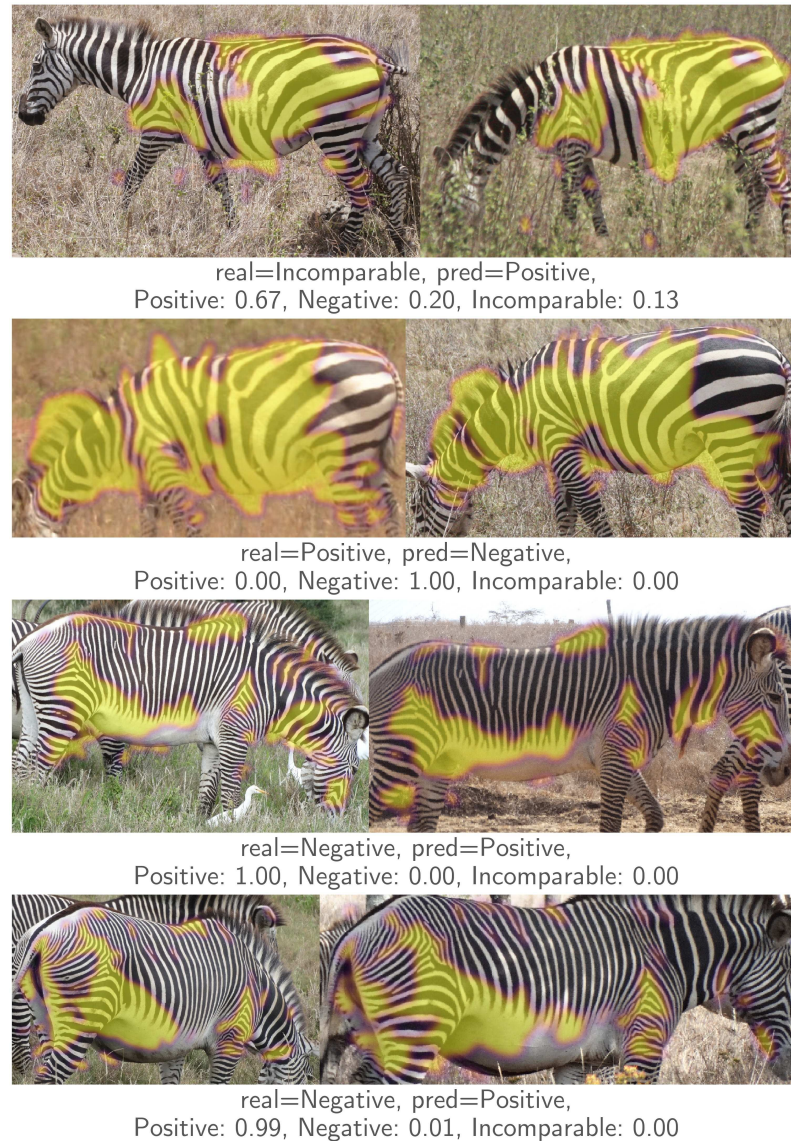 real=Incomparable, pred=Positive,
Positive: 0.67, Negative: 0.20, Incomparable: 0.13
real=Positive, pred=Negative,
Positive: 0.00, Negative: 1.00, Incomparable: 0.00
real=Negative, pred=Positive,
Positive: 1.00, Negative: 0.00, Incomparable: 0.00
real=Negative, pred=Positive,
Positive: 0.99, Negative: 0.01, Incomparable: 0.00